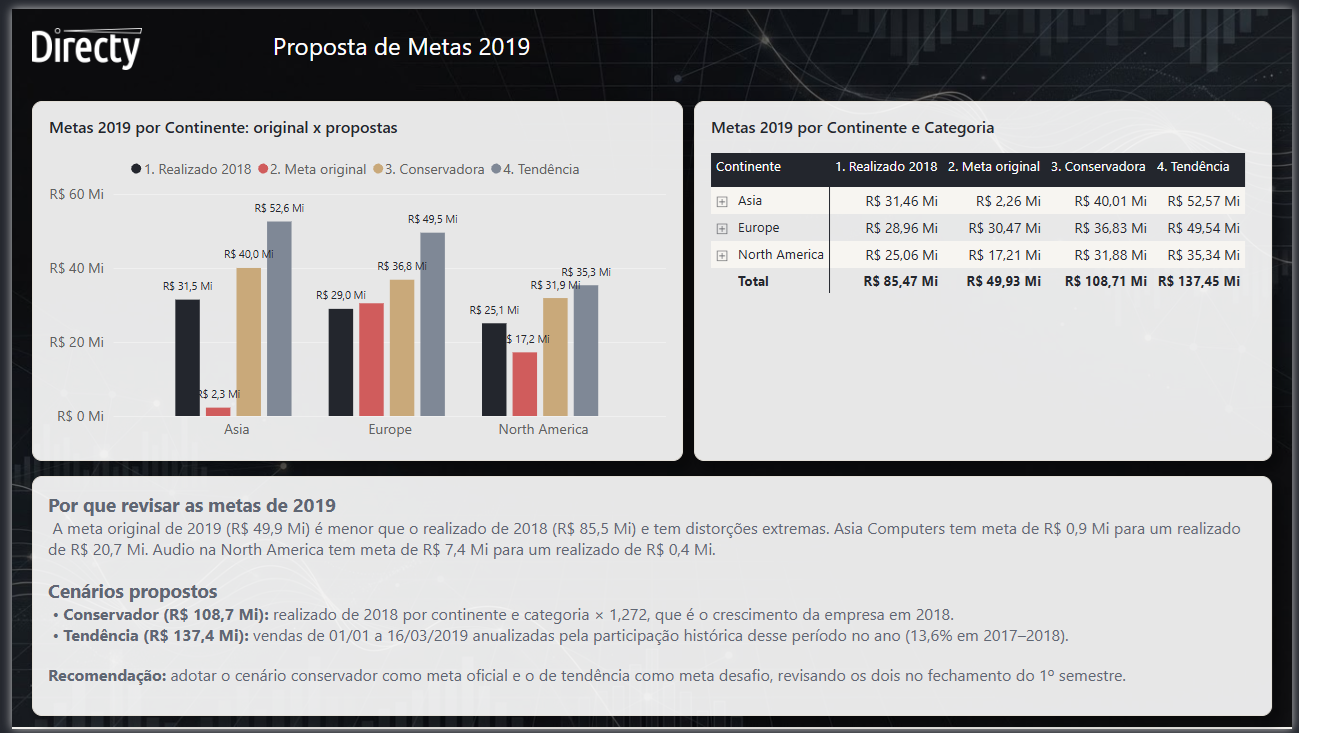 Directy
Proposta de Metas 2019
Metas 2019 por Continente: original x propostas
1. Realizado 2018 2. Meta original 3. Conservadora 4. Tendência
R$ 60 Mi
R$ 40 Mi
R$ 20 Mi
R$ 0 Mi
R$ 31,5 Mi
R$ 2,3 Mi
R$ 40,0 Mi
R$ 52,6 Mi
R$ 29,0 Mi
R$ 36,8 Mi
R$ 49,5 Mi
R$ 25,1 Mi
R$ 17,2 Mi
R$ 31,9 Mi
R$ 35,3 Mi
Asia Europe North America
Metas 2019 por Continente e Categoria
Continente 1. Realizado 2018 2. Meta original 3. Conservadora 4. Tendência
Asia R$ 31,46 Mi R$ 2,26 Mi R$ 40,01 Mi R$ 52,57 Mi
Europe R$ 28,96 Mi R$ 30,47 Mi R$ 36,83 Mi R$ 49,54 Mi
North America R$ 25,06 Mi R$ 17,21 Mi R$ 31,88 Mi R$ 35,34 Mi
Total R$ 85,47 Mi R$ 49,93 Mi R$ 108,71 Mi R$ 137,45 Mi
Por que revisar as metas de 2019
A meta original de 2019 (R$ 49,9 Mi) é menor que o realizado de 2018 (R$ 85,5 Mi) e tem distorções extremas. Asia Computers tem meta de R$ 0,9 Mi para um realizado
de R$ 20,7 Mi. Audio na North America tem meta de R$ 7,4 Mi para um realizado de R$ 0,4 Mi.
Cenários propostos
• Conservador (R$ 108,7 Mi): realizado de 2018 por continente e categoria × 1,272, que é o crescimento da empresa em 2018.
• Tendência (R$ 137,4 Mi): vendas de 01/01 a 16/03/2019 anualizadas pela participação histórica desse período no ano (13,6% em 2017–2018).
Recomendação: adotar o cenário conservador como meta oficial e o de tendência como meta desafio, revisando os dois no fechamento do 1º semestre.